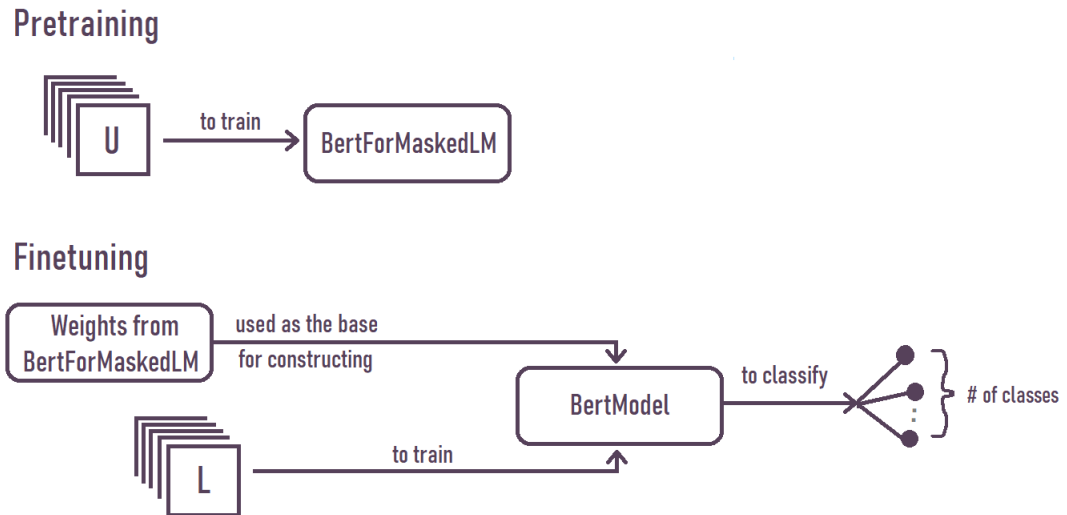 Pretraining
U
to train
BertForMaskedLM
Finetuning
Weights from
BertForMaskedLM
used as the base
for constructing
BertModel
to classify
# of classes
L
to train